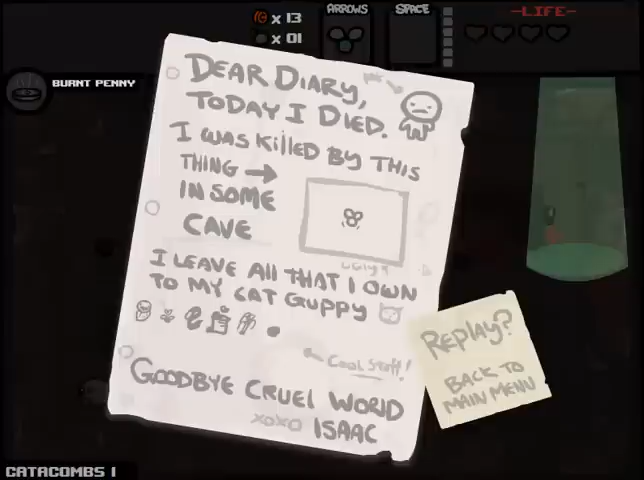 x 13
x 01
ARROWS
SPACE
—LIFE—
BURNT PENNY
DEAR DIARY,
TODAY I DIED.
I WAS KILLED BY THIS
THING →
IN SOME
CAVE
UGLY
I LEAVE ALL THAT I OWN
TO MY CAT GUPPY
COOL STUFF!
GOODBYE CRUEL WORLD
XOXO ISAAC
REPLAY?
BACK TO
MAIN MENU
CATACOMBS I